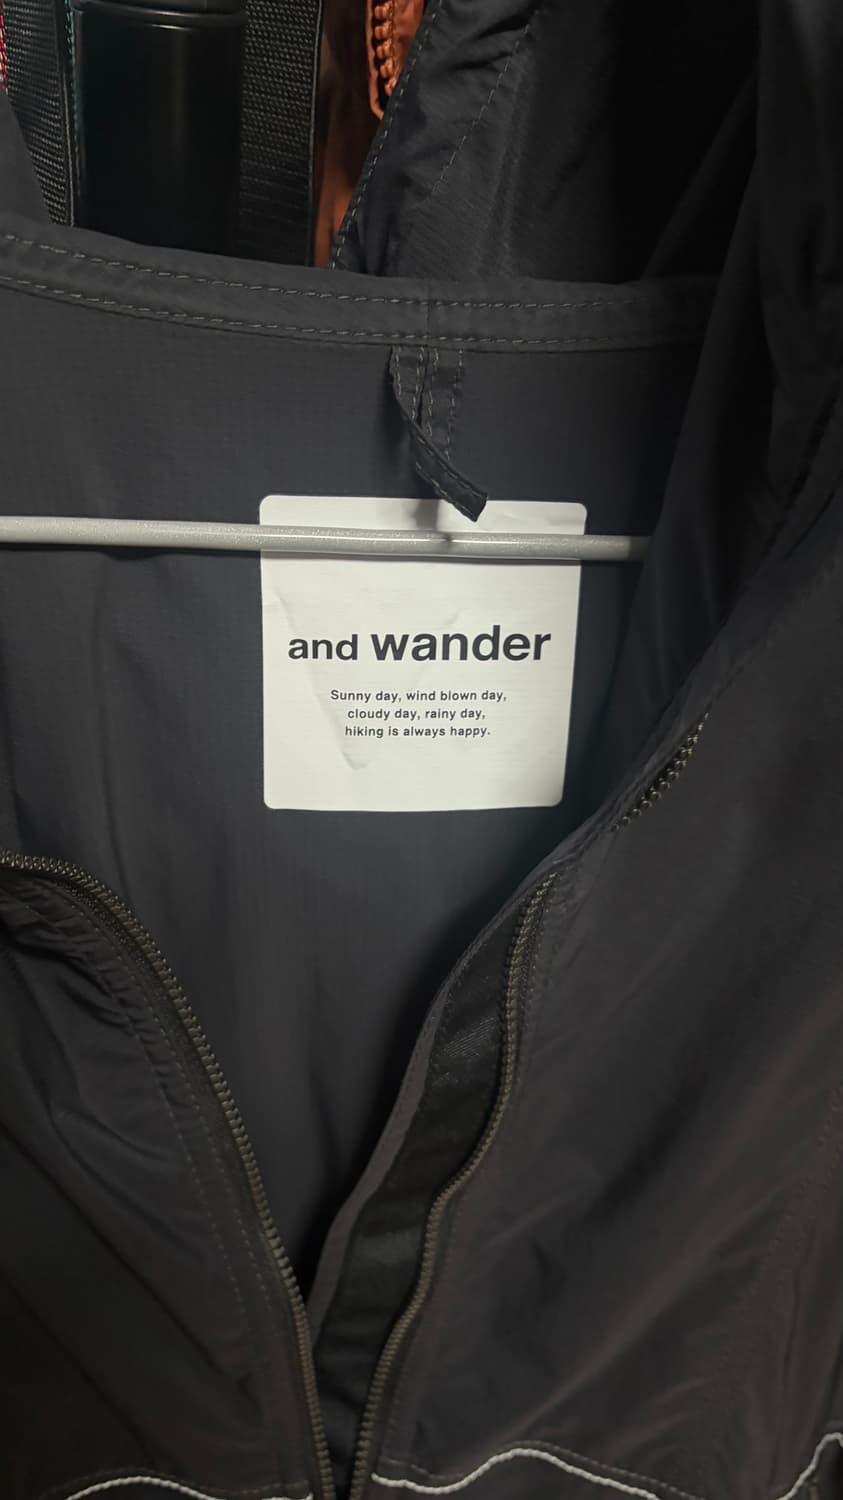 and wander
Sunny day, wind blown day,
cloudy day, rainy day,
hiking is always happy.